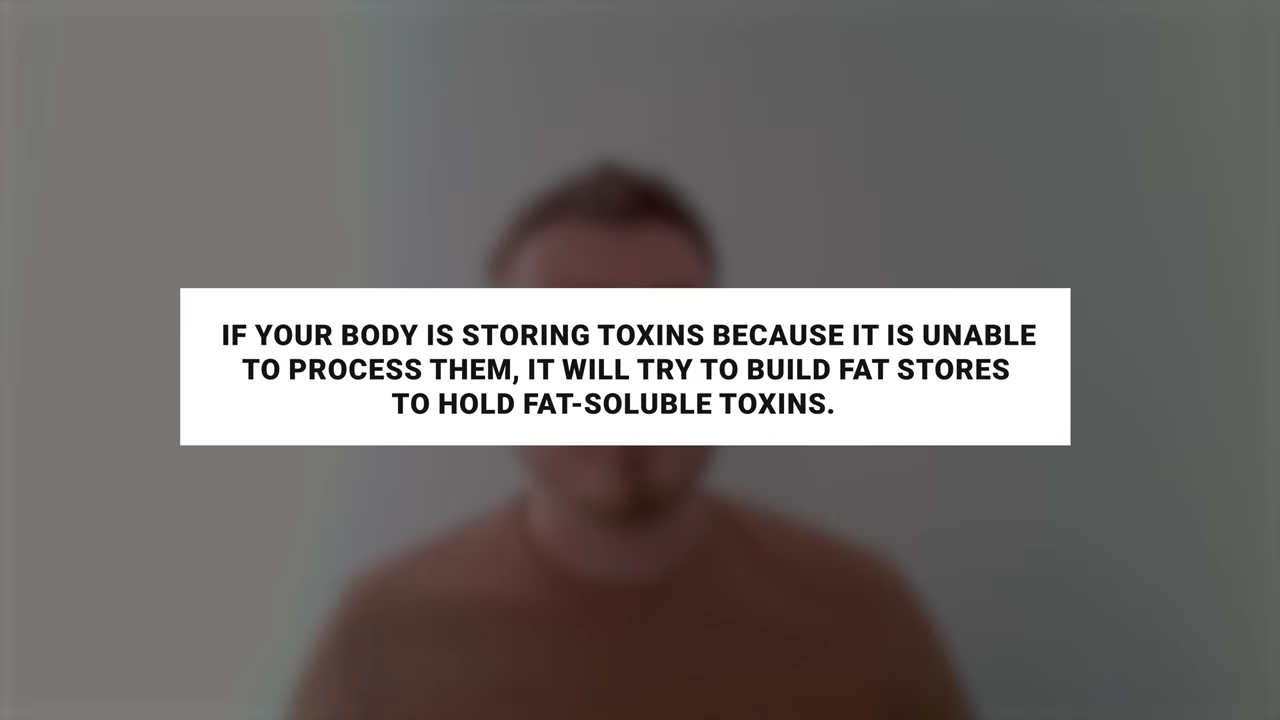 IF YOUR BODY IS STORING TOXINS BECAUSE IT IS UNABLE
TO PROCESS THEM, IT WILL TRY TO BUILD FAT STORES
TO HOLD FAT-SOLUBLE TOXINS.